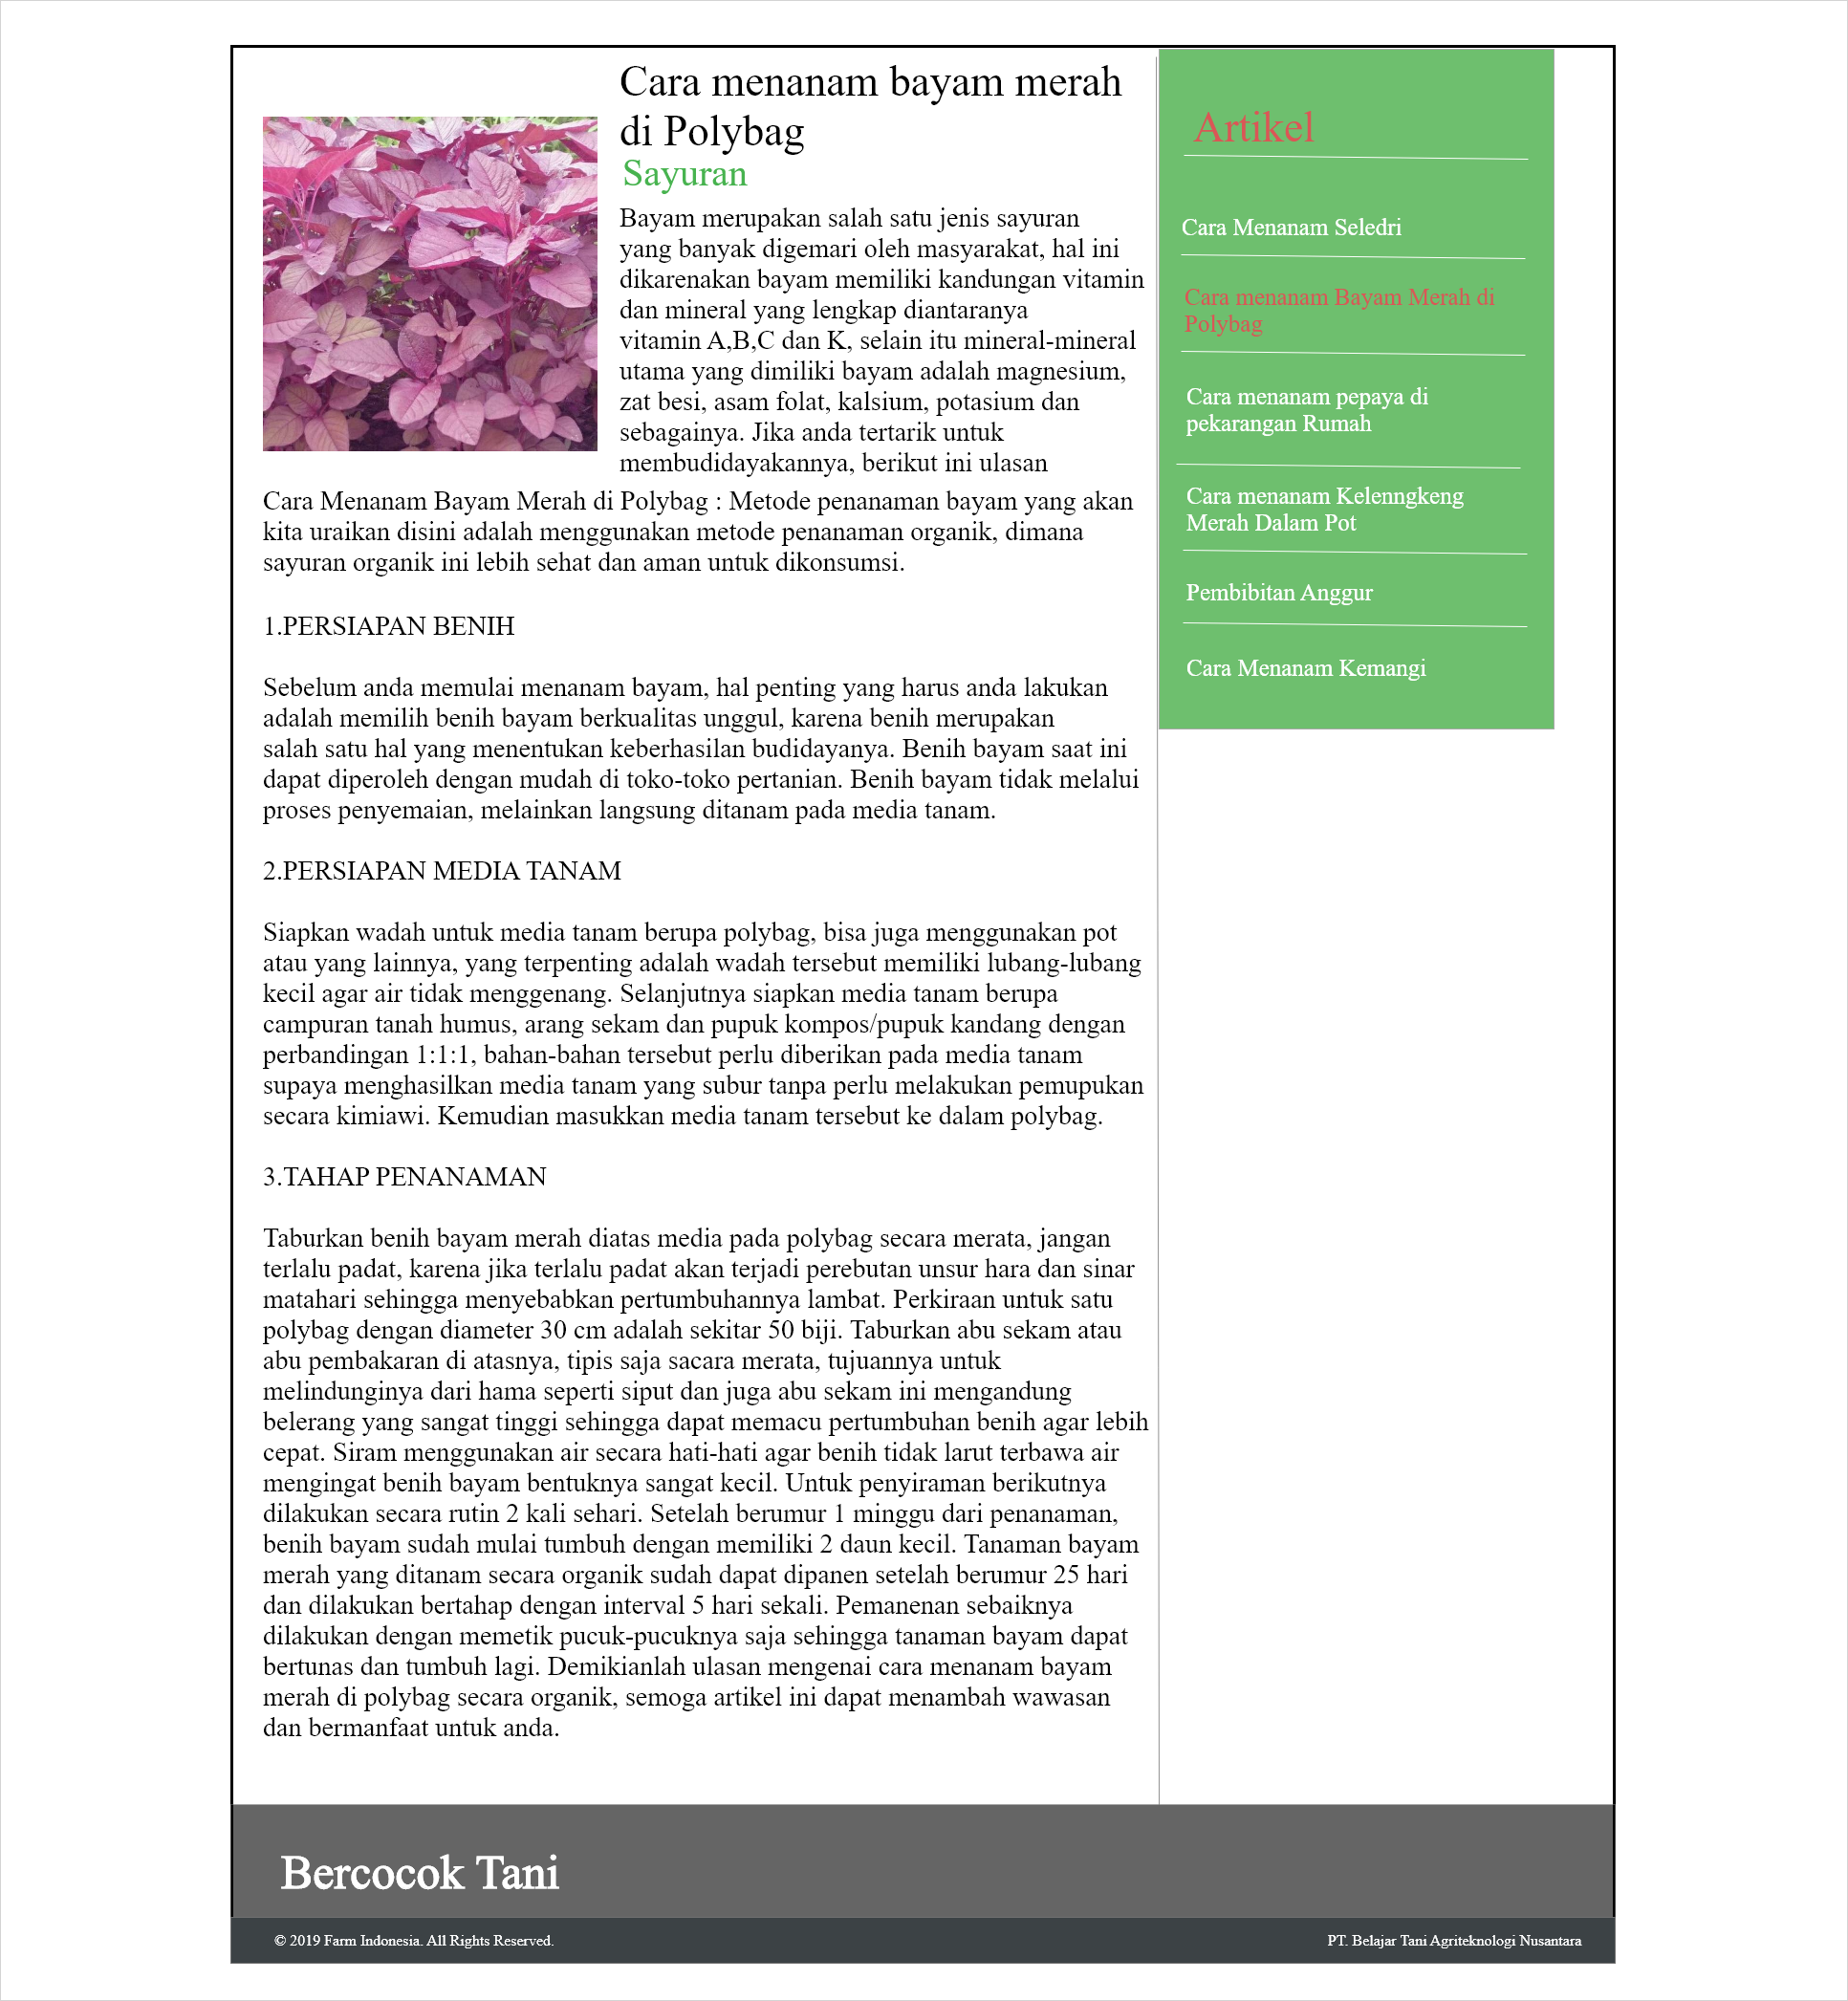 Cara menanam bayam merah
di Polybag
Sayuran
Bayam merupakan salah satu jenis sayuran
yang banyak digemari oleh masyarakat, hal ini
dikarenakan bayam memiliki kandungan vitamin
dan mineral yang lengkap diantaranya
vitamin A,B,C dan K, selain itu mineral-mineral
utama yang dimiliki bayam adalah magnesium,
zat besi, asam folat, kalsium, potasium dan
sebagainya. Jika anda tertarik untuk
membudidayakannya, berikut ini ulasan
Cara Menanam Bayam Merah di Polybag : Metode penanaman bayam yang akan
kita uraikan disini adalah menggunakan metode penanaman organik, dimana
sayuran organik ini lebih sehat dan aman untuk dikonsumsi.
1.PERSIAPAN BENIH
Sebelum anda memulai menanam bayam, hal penting yang harus anda lakukan
adalah memilih benih bayam berkualitas unggul, karena benih merupakan
salah satu hal yang menentukan keberhasilan budidayanya. Benih bayam saat ini
dapat diperoleh dengan mudah di toko-toko pertanian. Benih bayam tidak melalui
proses penyemaian, melainkan langsung ditanam pada media tanam.
2.PERSIAPAN MEDIA TANAM
Siapkan wadah untuk media tanam berupa polybag, bisa juga menggunakan pot
atau yang lainnya, yang terpenting adalah wadah tersebut memiliki lubang-lubang
kecil agar air tidak menggenang. Selanjutnya siapkan media tanam berupa
campuran tanah humus, arang sekam dan pupuk kompos/pupuk kandang dengan
perbandingan 1:1:1, bahan-bahan tersebut perlu diberikan pada media tanam
supaya menghasilkan media tanam yang subur tanpa perlu melakukan pemupukan
secara kimiawi. Kemudian masukkan media tanam tersebut ke dalam polybag.
3.TAHAP PENANAMAN
Taburkan benih bayam merah diatas media pada polybag secara merata, jangan
terlalu padat, karena jika terlalu padat akan terjadi perebutan unsur hara dan sinar
matahari sehingga menyebabkan pertumbuhannya lambat. Perkiraan untuk satu
polybag dengan diameter 30 cm adalah sekitar 50 biji. Taburkan abu sekam atau
abu pembakaran di atasnya, tipis saja sacara merata, tujuannya untuk
melindunginya dari hama seperti siput dan juga abu sekam ini mengandung
belerang yang sangat tinggi sehingga dapat memacu pertumbuhan benih agar lebih
cepat. Siram menggunakan air secara hati-hati agar benih tidak larut terbawa air
mengingat benih bayam bentuknya sangat kecil. Untuk penyiraman berikutnya
dilakukan secara rutin 2 kali sehari. Setelah berumur 1 minggu dari penanaman,
benih bayam sudah mulai tumbuh dengan memiliki 2 daun kecil. Tanaman bayam
merah yang ditanam secara organik sudah dapat dipanen setelah berumur 25 hari
dan dilakukan bertahap dengan interval 5 hari sekali. Pemanenan sebaiknya
dilakukan dengan memetik pucuk-pucuknya saja sehingga tanaman bayam dapat
bertunas dan tumbuh lagi. Demikianlah ulasan mengenai cara menanam bayam
merah di polybag secara organik, semoga artikel ini dapat menambah wawasan
dan bermanfaat untuk anda.
Artikel
Cara Menanam Seledri
Cara menanam Bayam Merah di
Polybag
Cara menanam pepaya di
pekarangan Rumah
Cara menanam Kelenngkeng
Merah Dalam Pot
Pembibitan Anggur
Cara Menanam Kemangi
Bercocok Tani
© 2019 Farm Indonesia. All Rights Reserved.
PT. Belajar Tani Agriteknologi Nusantara